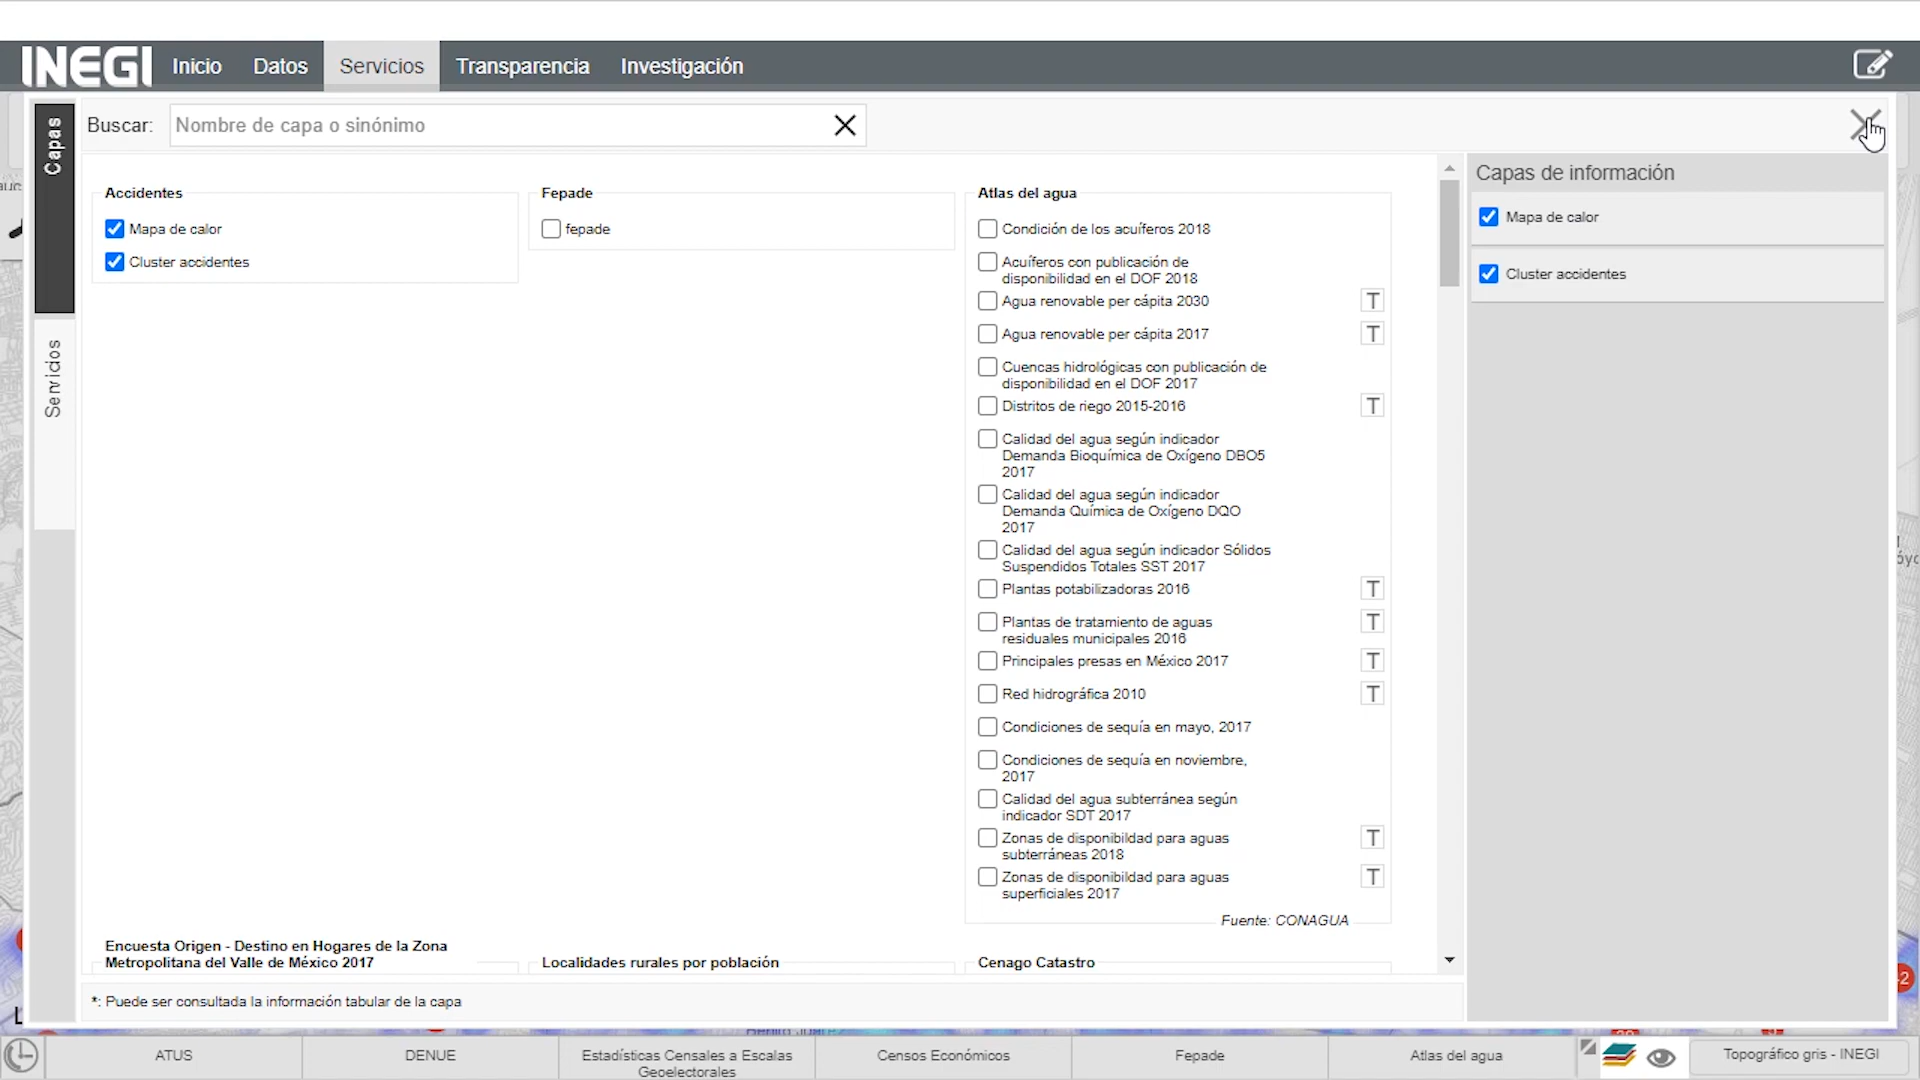 INEGI Inicio Datos Servicios Transparencia Investigación
Capas
Servicios
Buscar: Nombre de capa o sinónimo
Accidentes
Mapa de calor
Cluster accidentes
Fepade
fepade
Atlas del agua
Condición de los acuíferos 2018
Acuíferos con publicación de
disponibilidad en el DOF 2018
Agua renovable per cápita 2030 T
Agua renovable per cápita 2017 T
Cuencas hidrológicas con publicación de
disponibilidad en el DOF 2017
Distritos de riego 2015-2016 T
Calidad del agua según indicador
Demanda Bioquímica de Oxígeno DBO5
2017
Calidad del agua según indicador
Demanda Química de Oxígeno DQO
2017
Calidad del agua según indicador Sólidos
Suspendidos Totales SST 2017
Plantas potabilizadoras 2016 T
Plantas de tratamiento de aguas T
residuales municipales 2016
Principales presas en México 2017 T
Red hidrográfica 2010 T
Condiciones de sequía en mayo, 2017
Condiciones de sequía en noviembre,
2017
Calidad del agua subterránea según
indicador SDT 2017
Zonas de disponibildad para aguas T
subterráneas 2018
Zonas de disponibildad para aguas T
superficiales 2017
Fuente: CONAGUA
Encuesta Origen - Destino en Hogares de la Zona
Metropolitana del Valle de México 2017
Localidades rurales por población
Cenago Catastro
*: Puede ser consultada la información tabular de la capa
Capas de información
Mapa de calor
Cluster accidentes
ATUS
DENUE
Estadísticas Censales a Escalas
Geoelectorales
Censos Económicos
Fepade
Atlas del agua
Topográfico gris - INEGI